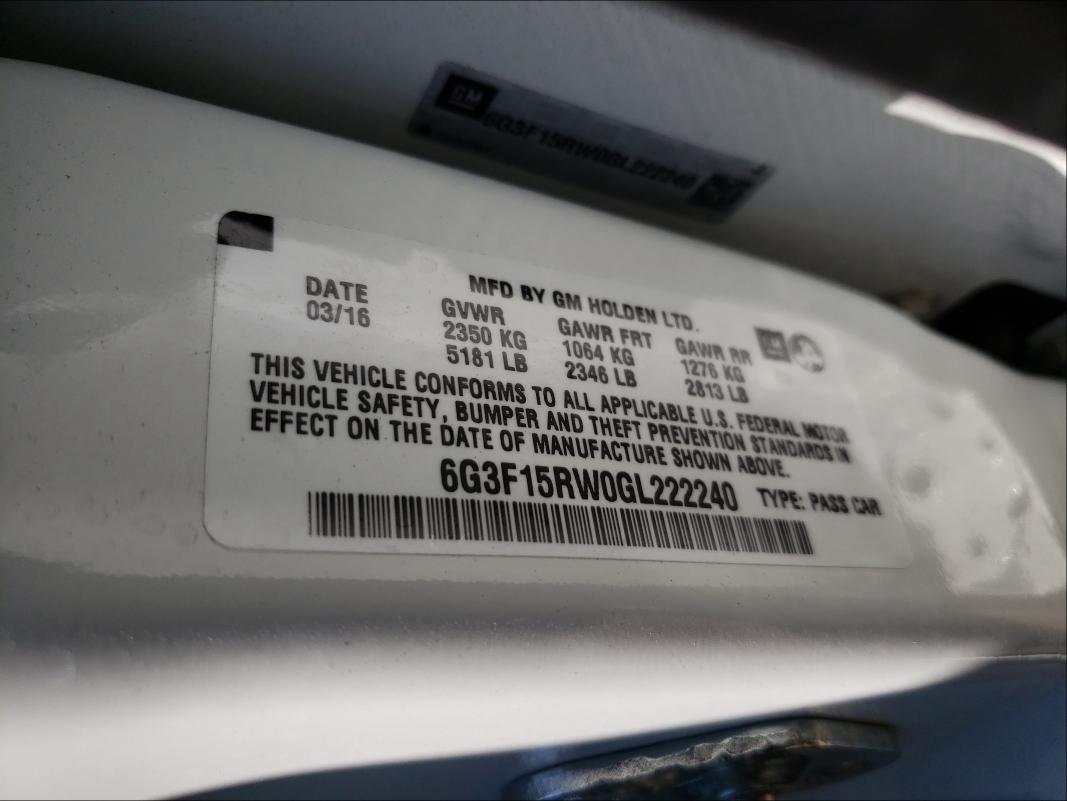 GM
6G3F15RW0GL222240
MFD BY GM HOLDEN LTD.
DATE GVWR GAWR FRT GAWR RR
03/16 2350 KG 1064 KG 1276 KG
5181 LB 2346 LB 2813 LB
GM
THIS VEHICLE CONFORMS TO ALL APPLICABLE U.S. FEDERAL MOTOR
VEHICLE SAFETY, BUMPER AND THEFT PREVENTION STANDARDS IN
EFFECT ON THE DATE OF MANUFACTURE SHOWN ABOVE.
6G3F15RW0GL222240 TYPE: PASS CAR